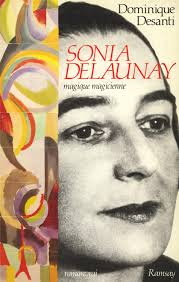 Dominique
Desanti
SONIA
DELAUNAY
magique magicienne
roman vrai
Ramsay